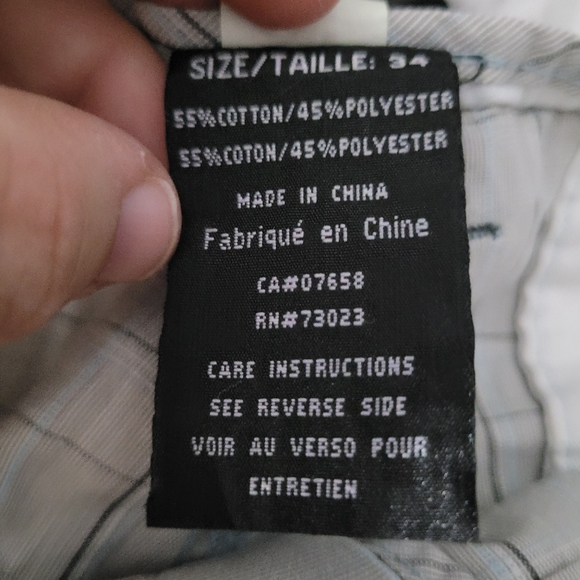 SIZE/TAILLE: 34
55%COTTON/45%POLYESTER
55%COTON/45%POLYESTER
MADE IN CHINA
Fabriqué en Chine
CA#07658
RN#73023
CARE INSTRUCTIONS
SEE REVERSE SIDE
VOIR AU VERSO POUR
ENTRETIEN